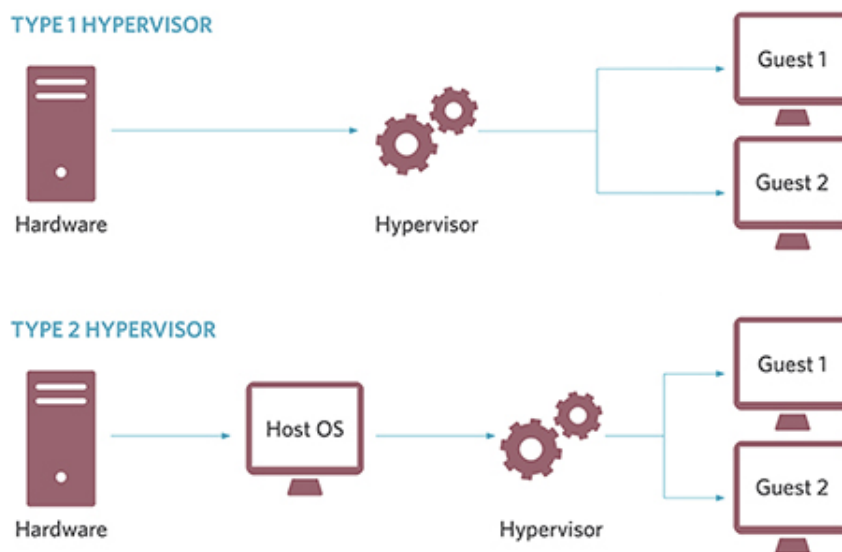 TYPE 1 HYPERVISOR
Guest 1
Guest 2
Hardware
Hypervisor
TYPE 2 HYPERVISOR
Guest 1
Host OS
Guest 2
Hardware
Hypervisor